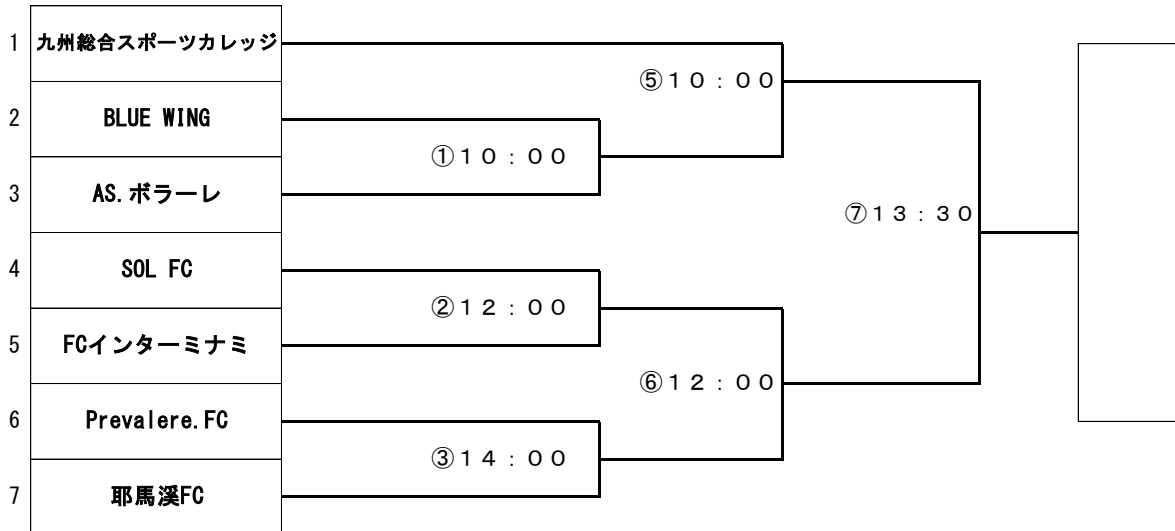 1 九州総合スポーツカレッジ
⑤10：00
2 BLUE WING
①10：00
3 AS.ボラーレ
⑦13：30
4 SOL FC
②12：00
5 FCインターミナミ
⑥12：00
6 Prevalere.FC
③14：00
7 耶馬溪FC